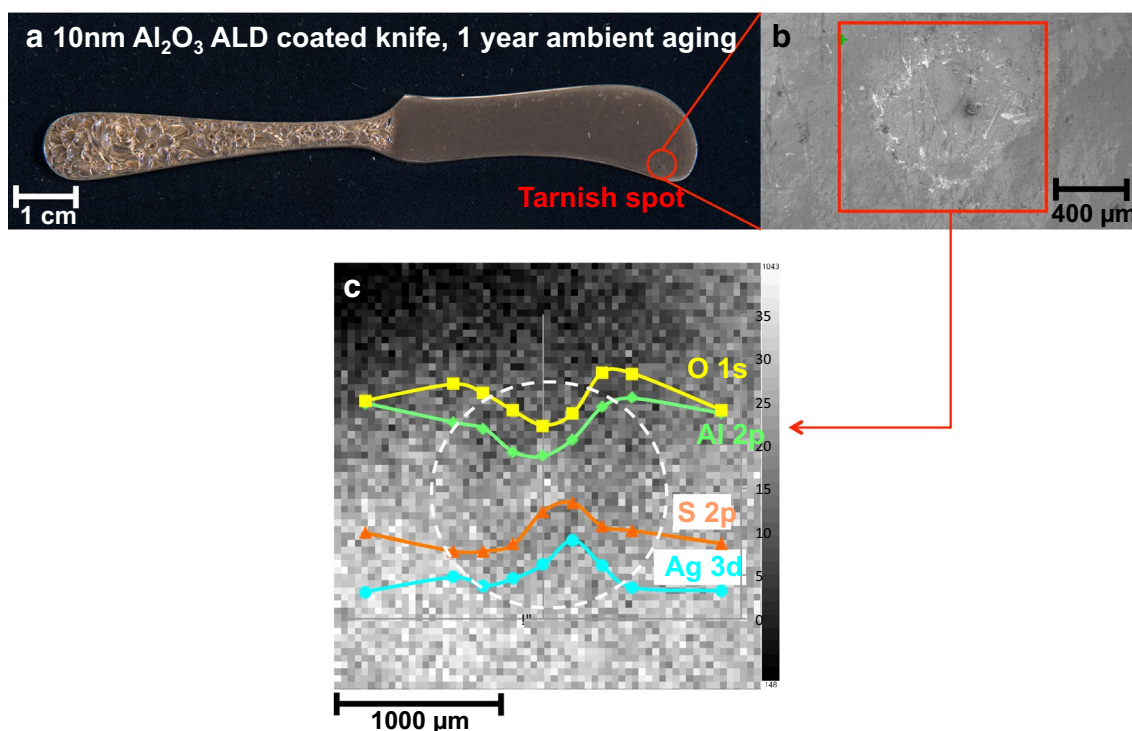 a 10nm Al₂O₃ ALD coated knife, 1 year ambient aging
Tarnish spot
1 cm
b
400 µm
c
1043
35
30
25
20
15
10
5
0
148
O 1s
Al 2p
S 2p
Ag 3d
!"
1000 µm